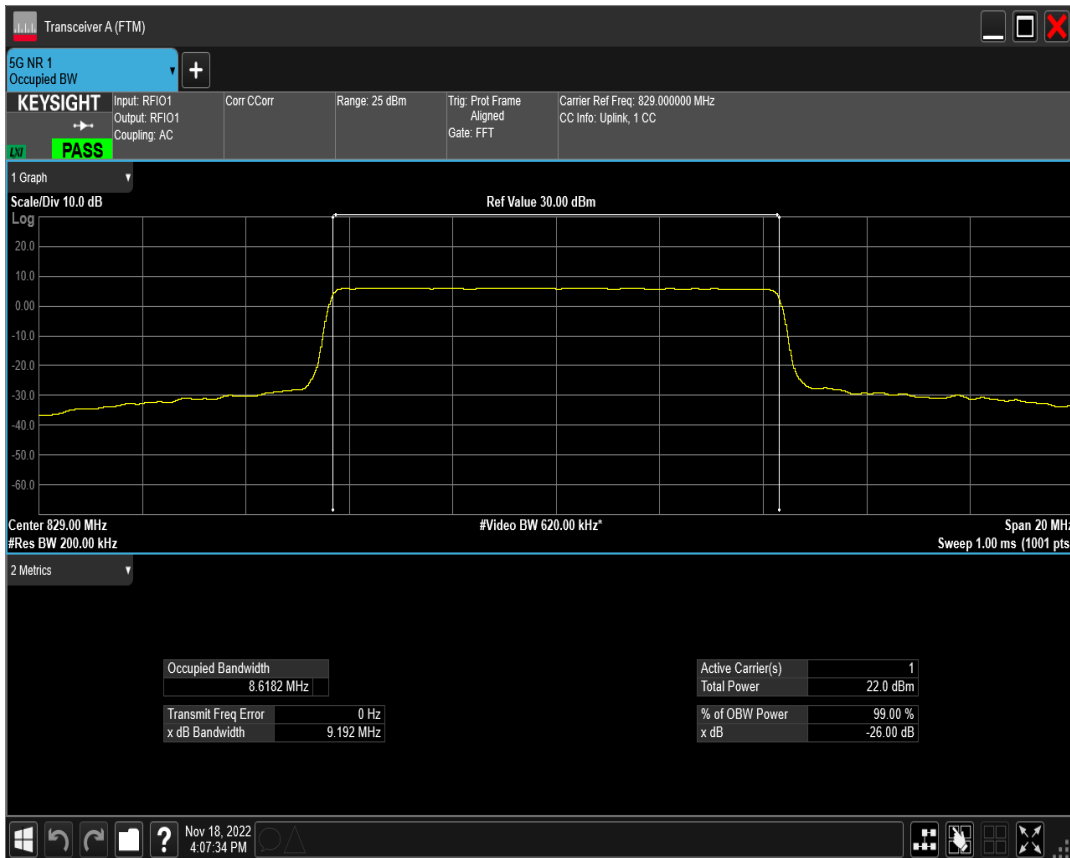 Transceiver A (FTM)
5G NR 1
Occupied BW
+
KEYSIGHT
LXI
PASS
Input: RFIO1
Output: RFIO1
Coupling: AC
Corr CCorr
Range: 25 dBm
Trig: Prot Frame
Aligned
Gate: FFT
Carrier Ref Freq: 829.000000 MHz
CC Info: Uplink, 1 CC
1 Graph
Scale/Div 10.0 dB
Ref Value 30.00 dBm
Log
20.0
10.0
0.00
-10.0
-20.0
-30.0
-40.0
-50.0
-60.0
Center 829.00 MHz
#Video BW 620.00 kHz*
Span 20 MHz
#Res BW 200.00 kHz
Sweep 1.00 ms (1001 pts
2 Metrics
Occupied Bandwidth
8.6182 MHz
Transmit Freq Error 0 Hz
x dB Bandwidth 9.192 MHz
Active Carrier(s) 1
Total Power 22.0 dBm
% of OBW Power 99.00 %
x dB -26.00 dB
?
Nov 18, 2022
4:07:34 PM